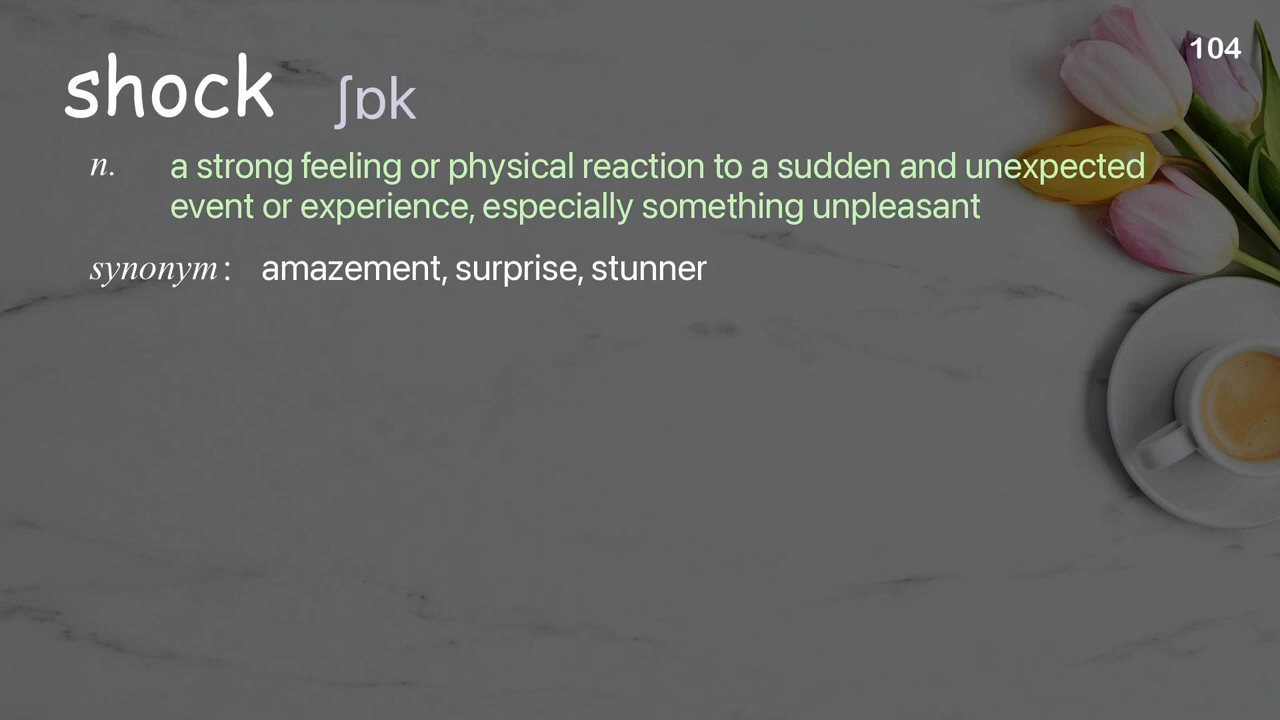 104
shock ʃɒk
n. a strong feeling or physical reaction to a sudden and unexpected
event or experience, especially something unpleasant
synonym : amazement, surprise, stunner